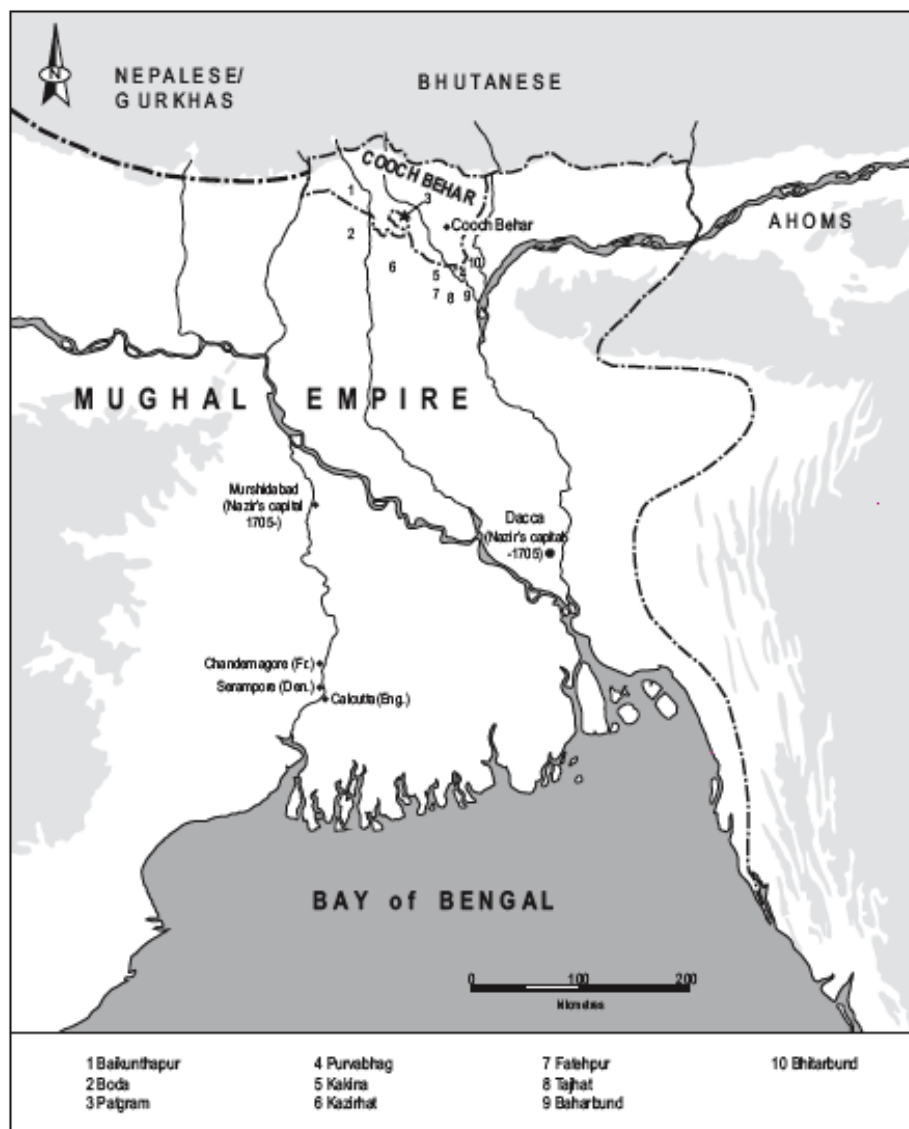 N
NEPALESE/
GURKHAS
BHUTANESE
COOCH BEHAR
1
3
Cooch Behar
AHOMS
2
6
10
5
4
7
8
9
MUGHAL EMPIRE
Murshidabad
(Nazir's capital
1705-)
Dacca
(Nazir's capital
-1705)
Chandernagore (Fr.)
Serampore (Den.)
Calcutta (Eng.)
BAY of BENGAL
0 100 200
kilometres
1 Baikunthapur
2 Boda
3 Patgram
4 Purvabhag
5 Kakina
6 Kazirhat
7 Fatehpur
8 Tajhat
9 Baharbund
10 Bhitarbund